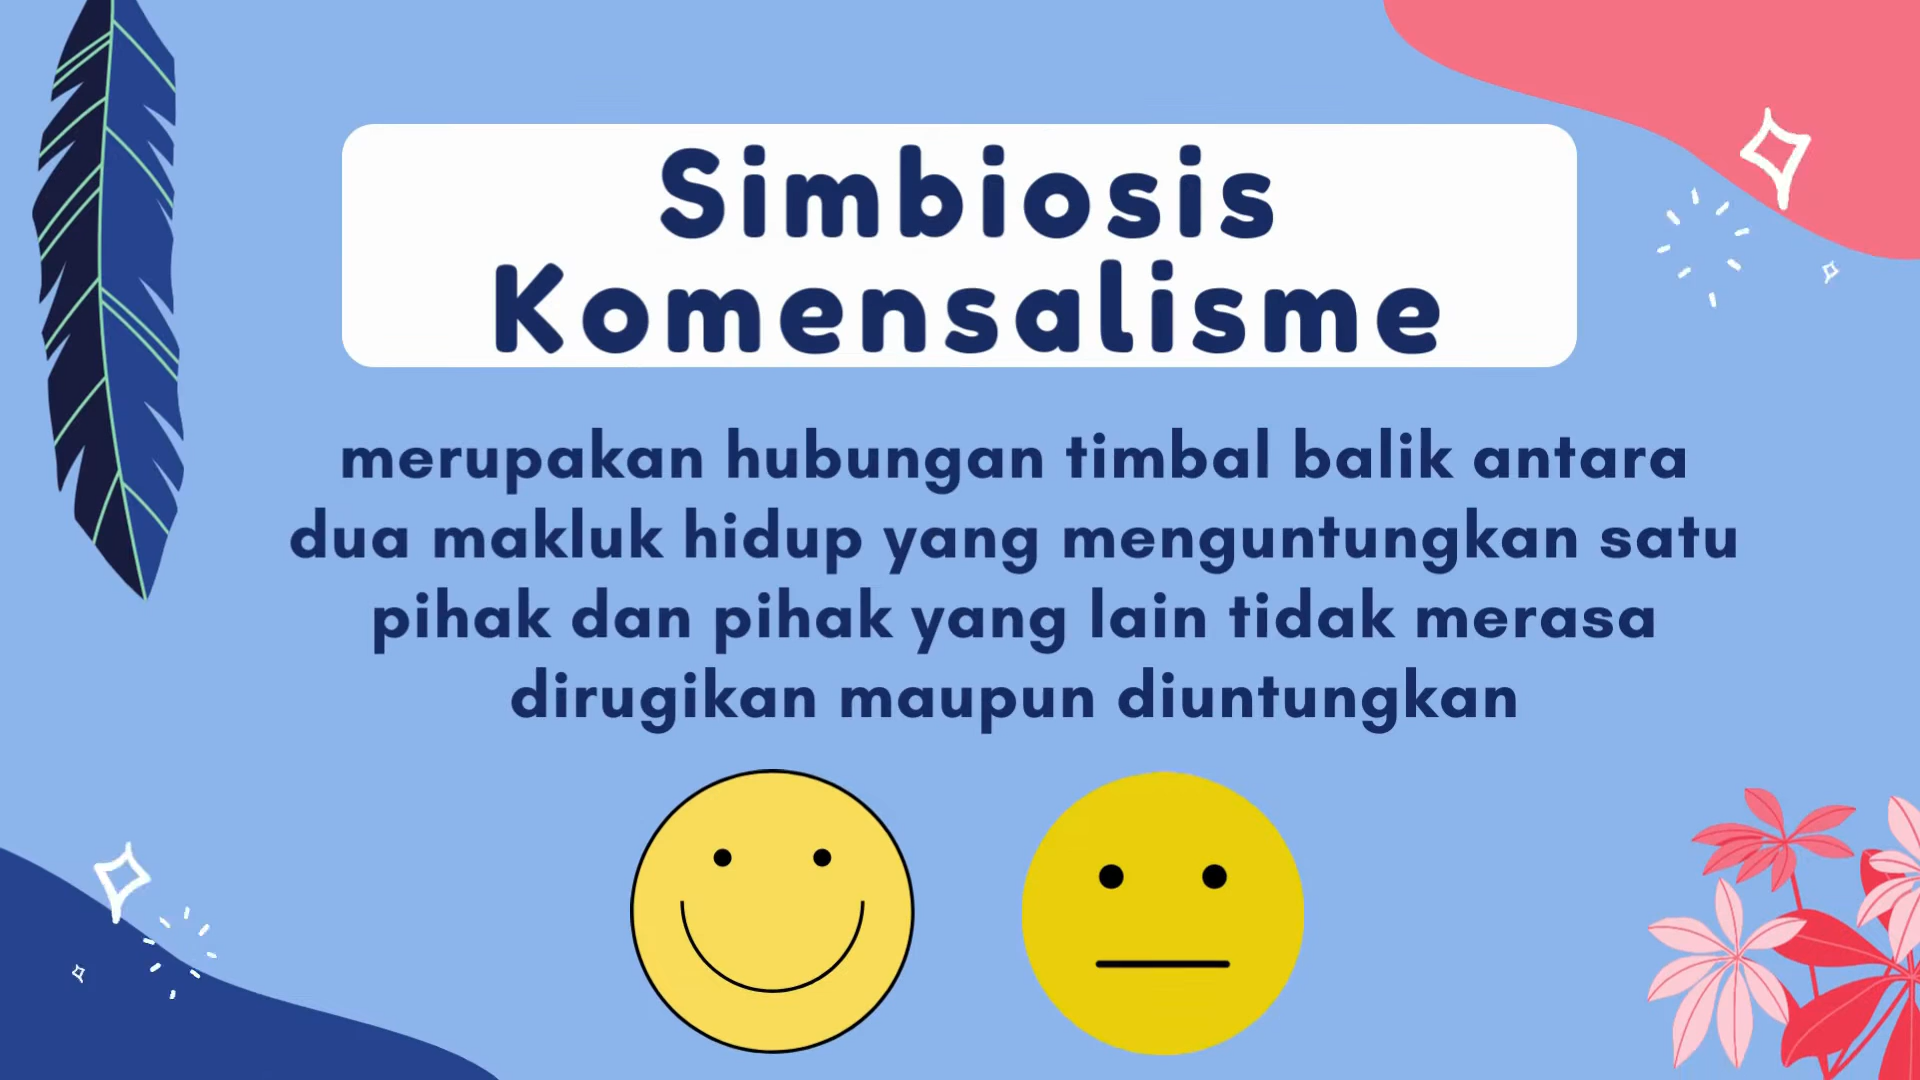 Simbiosis
Komensalisme
merupakan hubungan timbal balik antara
dua makluk hidup yang menguntungkan satu
pihak dan pihak yang lain tidak merasa
dirugikan maupun diuntungkan